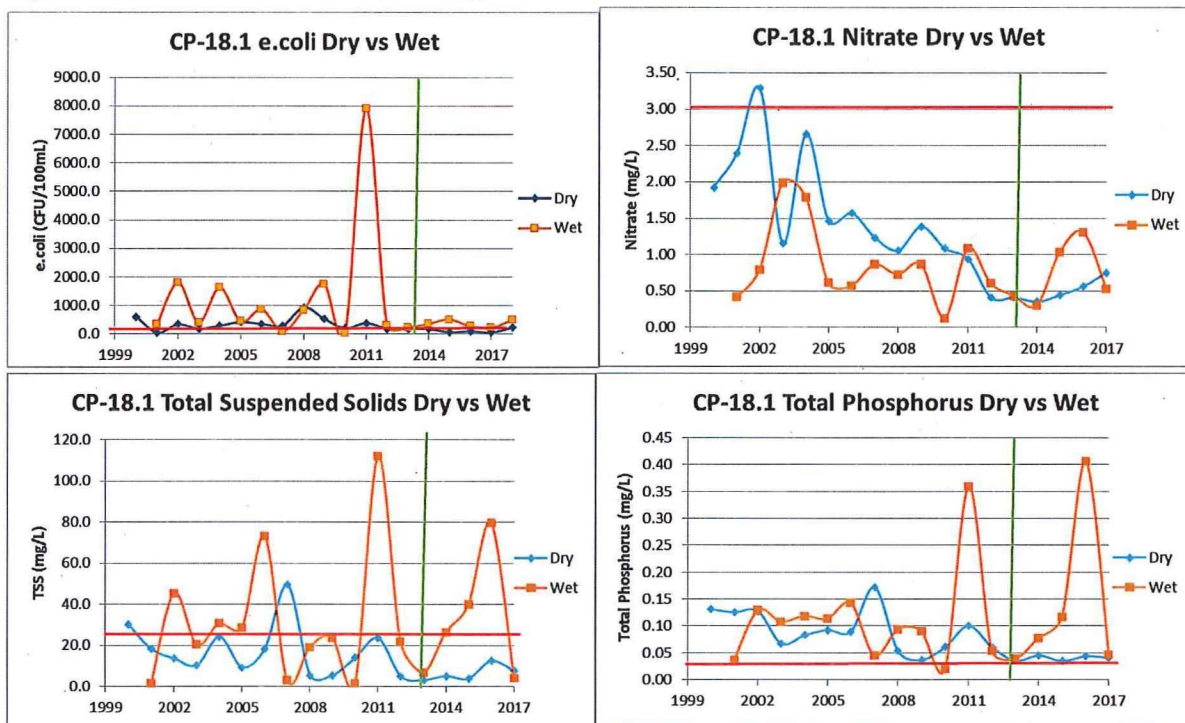 CP-18.1 e.coli Dry vs Wet
9000.0
8000.0
7000.0
6000.0
5000.0
4000.0
3000.0
2000.0
1000.0
0.0
e.coli (CFU/100mL)
1999 2002 2005 2008 2011 2014 2017
Dry
Wet
CP-18.1 Nitrate Dry vs Wet
3.50
3.00
2.50
2.00
1.50
1.00
0.50
0.00
Nitrate (mg/L)
1999 2002 2005 2008 2011 2014 2017
Dry
Wet
CP-18.1 Total Suspended Solids Dry vs Wet
120.0
100.0
80.0
60.0
40.0
20.0
0.0
TSS (mg/L)
1999 2002 2005 2008 2011 2014 2017
Dry
Wet
CP-18.1 Total Phosphorus Dry vs Wet
0.45
0.40
0.35
0.30
0.25
0.20
0.15
0.10
0.05
0.00
Total Phosphorus (mg/L)
1999 2002 2005 2008 2011 2014 2017
Dry
Wet